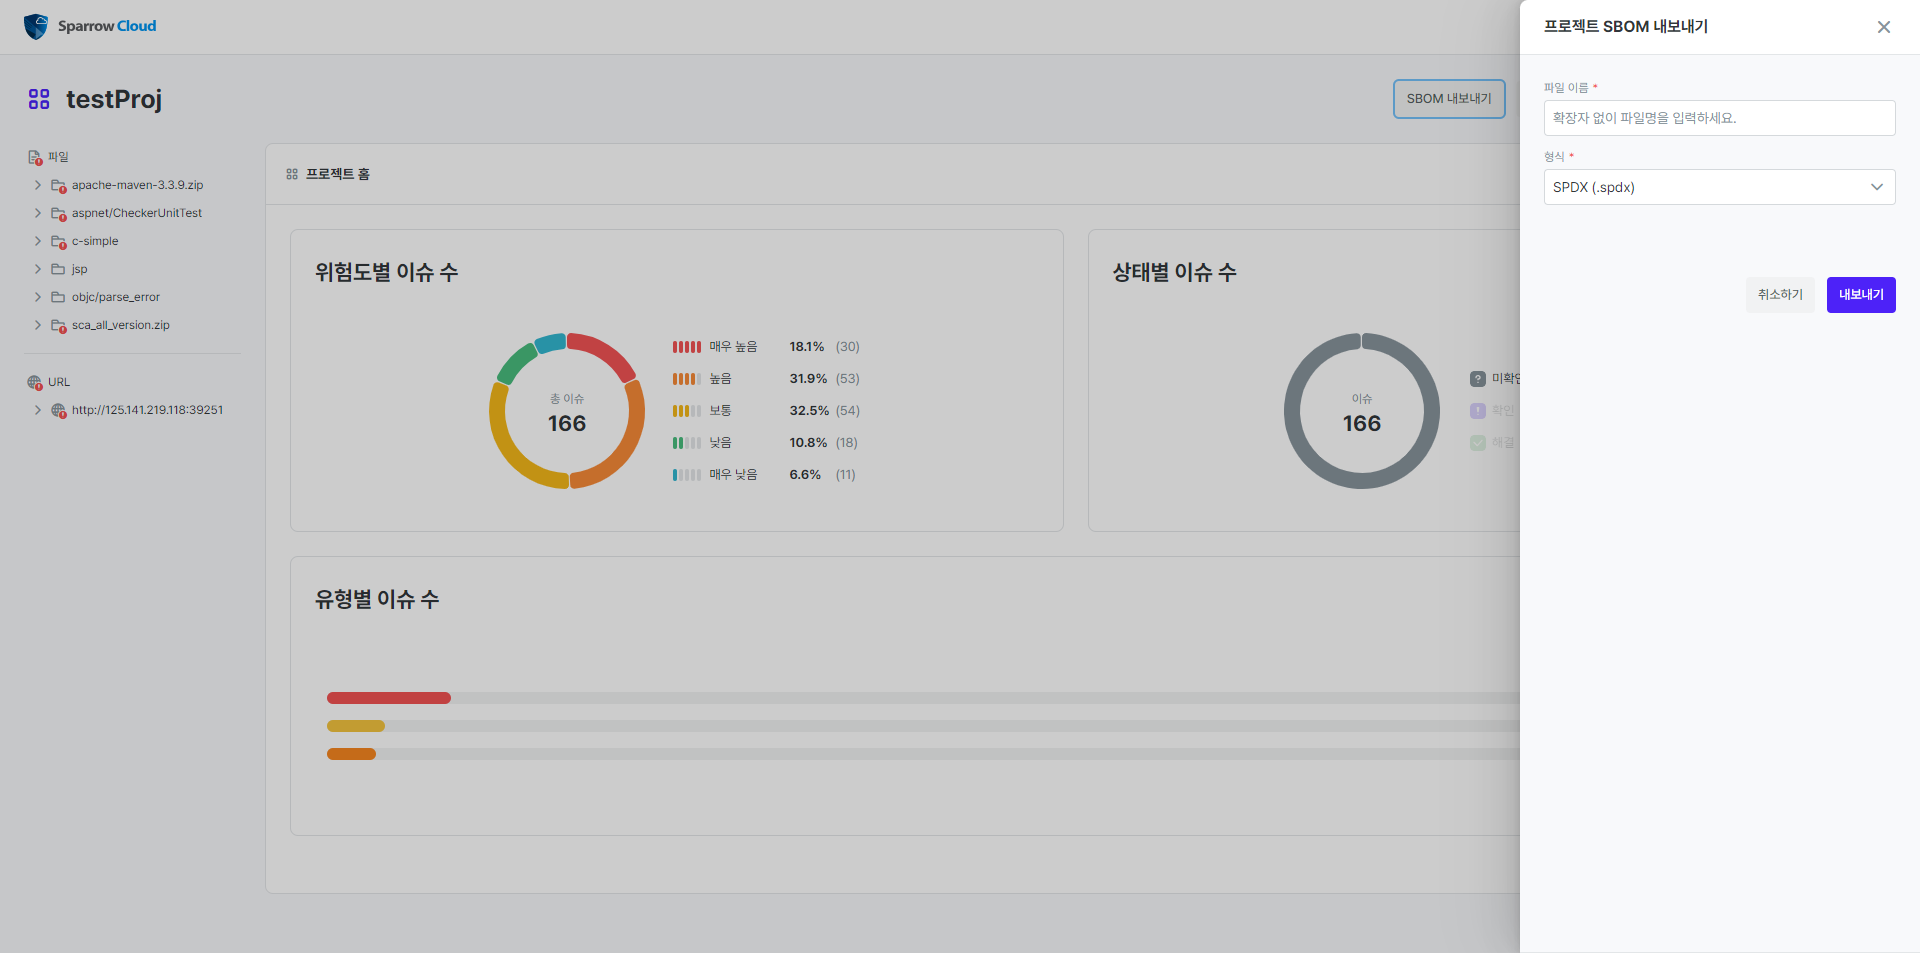 Sparrow Cloud
testProj
SBOM 내보내기
파일
apache-maven-3.3.9.zip
aspnet/CheckerUnitTest
c-simple
jsp
objc/parse_error
sca_all_version.zip
URL
http://125.141.219.118:39251
프로젝트 홈
위험도별 이슈 수
총 이슈
166
매우 높음 18.1% (30)
높음 31.9% (53)
보통 32.5% (54)
낮음 10.8% (18)
매우 낮음 6.6% (11)
상태별 이슈 수
이슈
166
미확인
확인
해결
유형별 이슈 수
프로젝트 SBOM 내보내기
파일 이름 *
확장자 없이 파일명을 입력하세요.
형식 *
SPDX (.spdx)
취소하기
내보내기